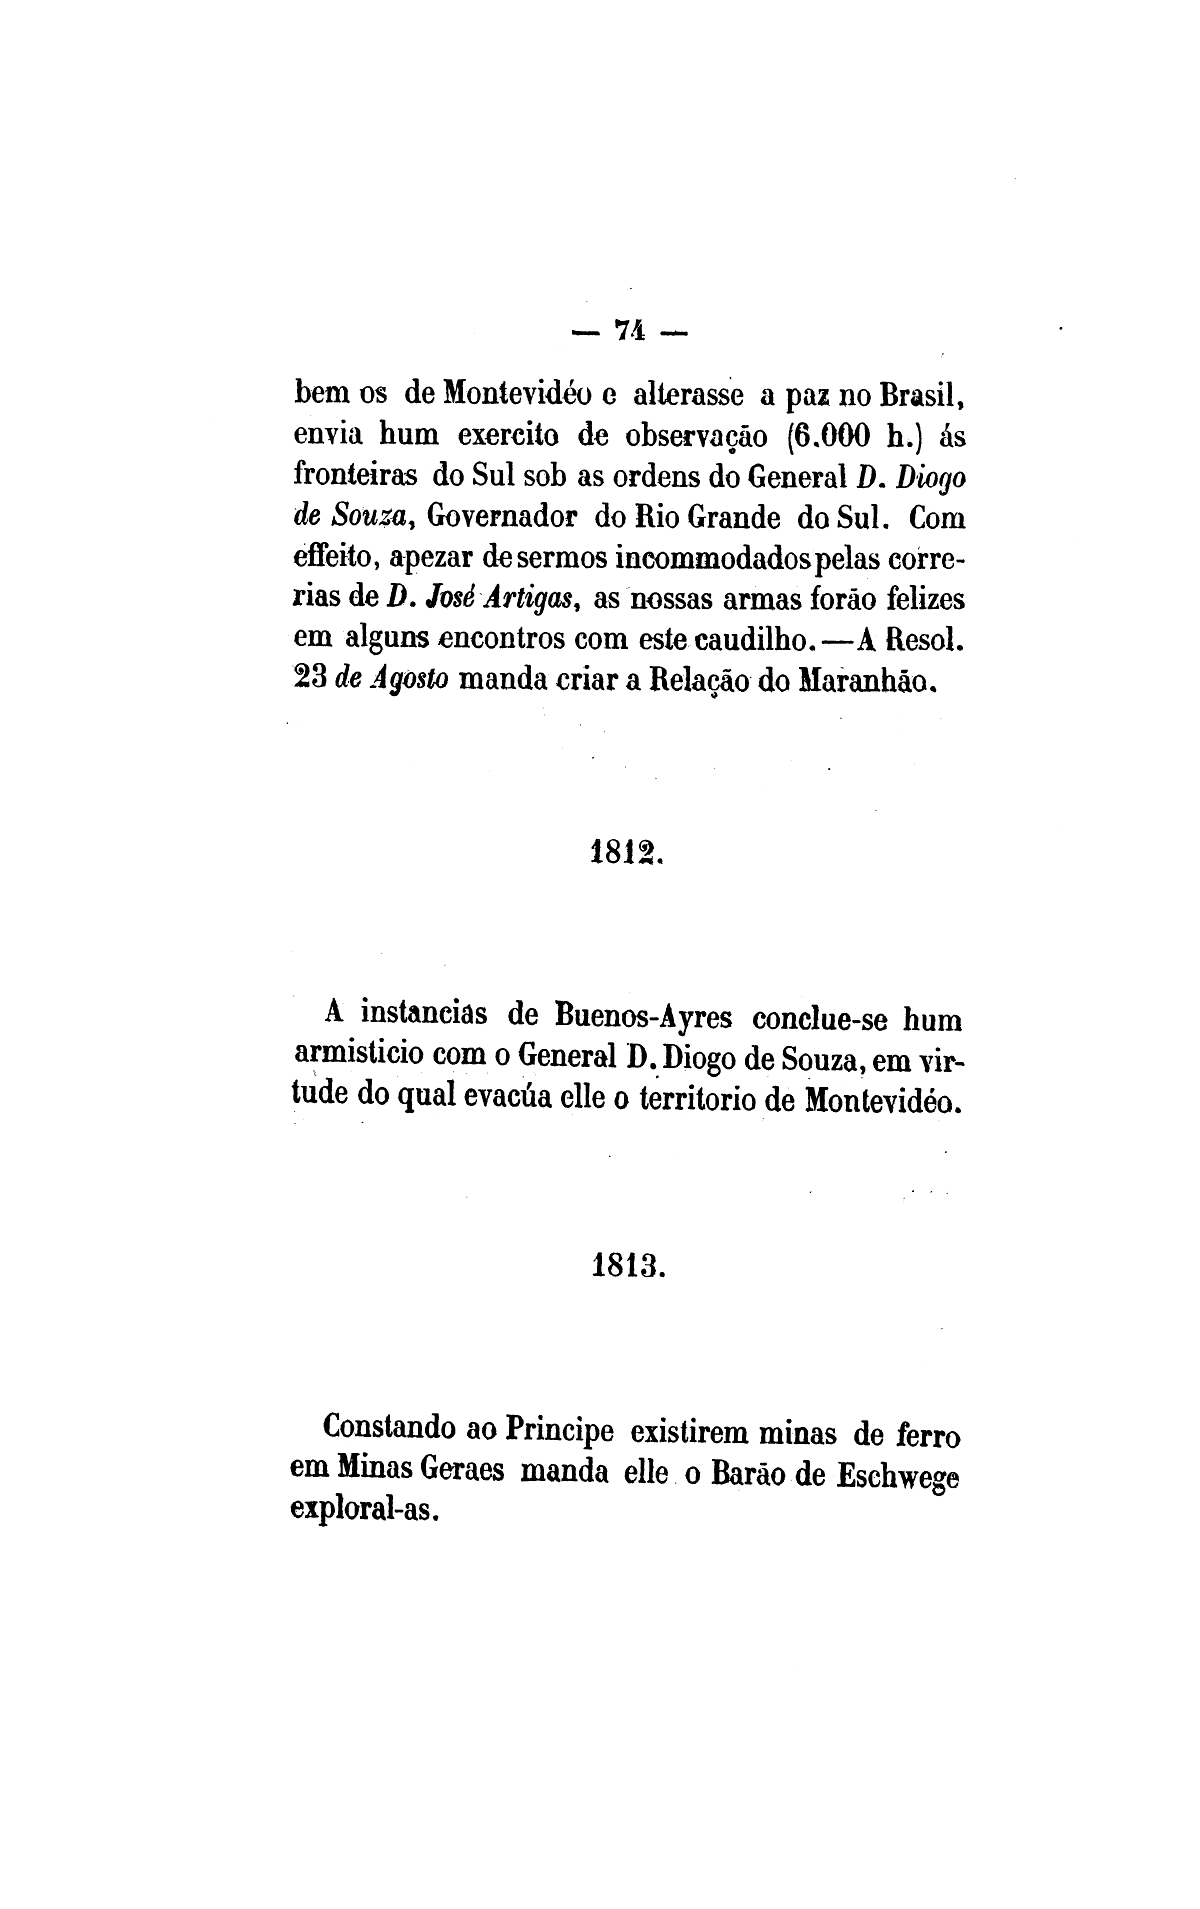 — 74 —
bem os de Montevidéo e alterasse a paz no Brasil,
envia hum exercito de observação (6.000 h.) ás
fronteiras do Sul sob as ordens do General D. Diogo
de Souza, Governador do Rio Grande do Sul. Com
effeito, apezar de sermos incommodados pelas corre-
rias de D. José Artigas, as nossas armas forão felizes
em alguns encontros com este caudilho.—A Resol.
23 de Agosto manda criar a Relação do Maranhão.
1812.
A instancias de Buenos-Ayres conclue-se hum
armisticio com o General D. Diogo de Souza, em vir-
tude do qual evacúa elle o territorio de Montevidéo.
1813.
Constando ao Principe existirem minas de ferro
em Minas Geraes manda elle o Barão de Eschwege
exploral-as.